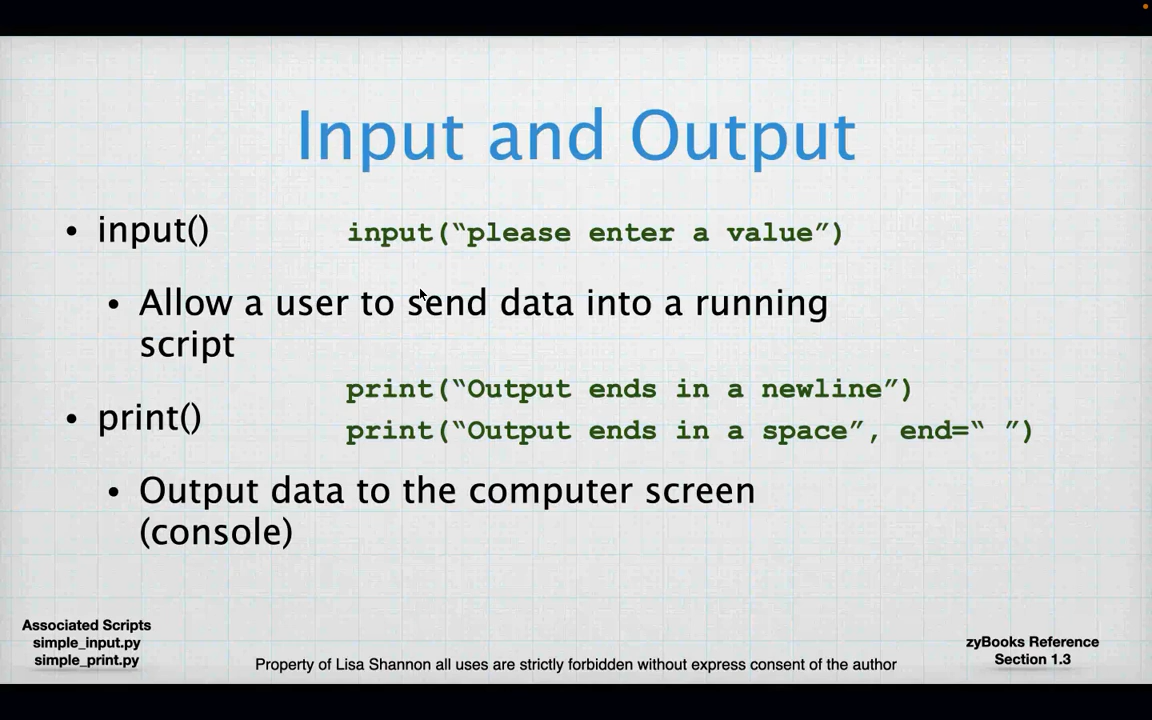 Input and Output
• input()
input(“please enter a value”)
• Allow a user to send data into a running
script
print(“Output ends in a newline”)
• print()
print(“Output ends in a space”, end=“ ”)
• Output data to the computer screen
(console)
Associated Scripts
simple_input.py
simple_print.py
Property of Lisa Shannon all uses are strictly forbidden without express consent of the author
zyBooks Reference
Section 1.3